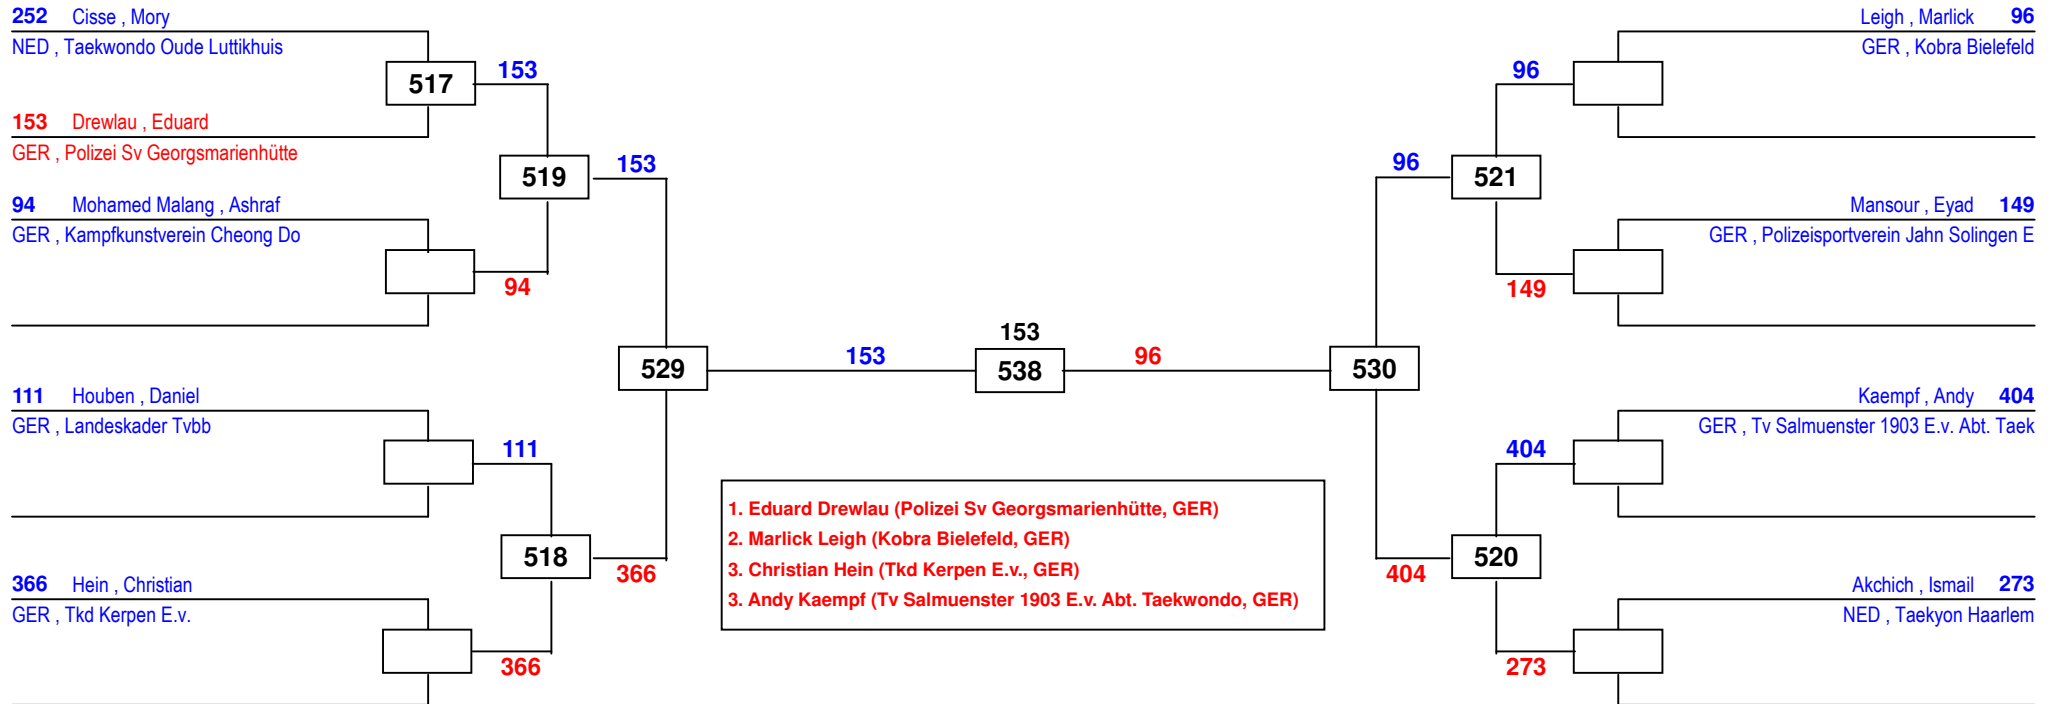 252 Cisse , Mory
NED , Taekwondo Oude Luttikhuis
517
153
153 Drewlau , Eduard
GER , Polizei Sv Georgsmarienhütte
519
153
94 Mohamed Malang , Ashraf
GER , Kampfkunstverein Cheong Do
94
529
153
111 Houben , Daniel
GER , Landeskader Tvbb
111
518
366
366 Hein , Christian
GER , Tkd Kerpen E.v.
366
153
538
96
1. Eduard Drewlau (Polizei Sv Georgsmarienhütte, GER)
2. Marlick Leigh (Kobra Bielefeld, GER)
3. Christian Hein (Tkd Kerpen E.v., GER)
3. Andy Kaempf (Tv Salmuenster 1903 E.v. Abt. Taekwondo, GER)
Leigh , Marlick 96
GER , Kobra Bielefeld
96
96
521
Mansour , Eyad 149
GER , Polizeisportverein Jahn Solingen E
149
530
Kaempf , Andy 404
GER , Tv Salmuenster 1903 E.v. Abt. Taek
404
404
520
Akchich , Ismail 273
NED , Taekyon Haarlem
273